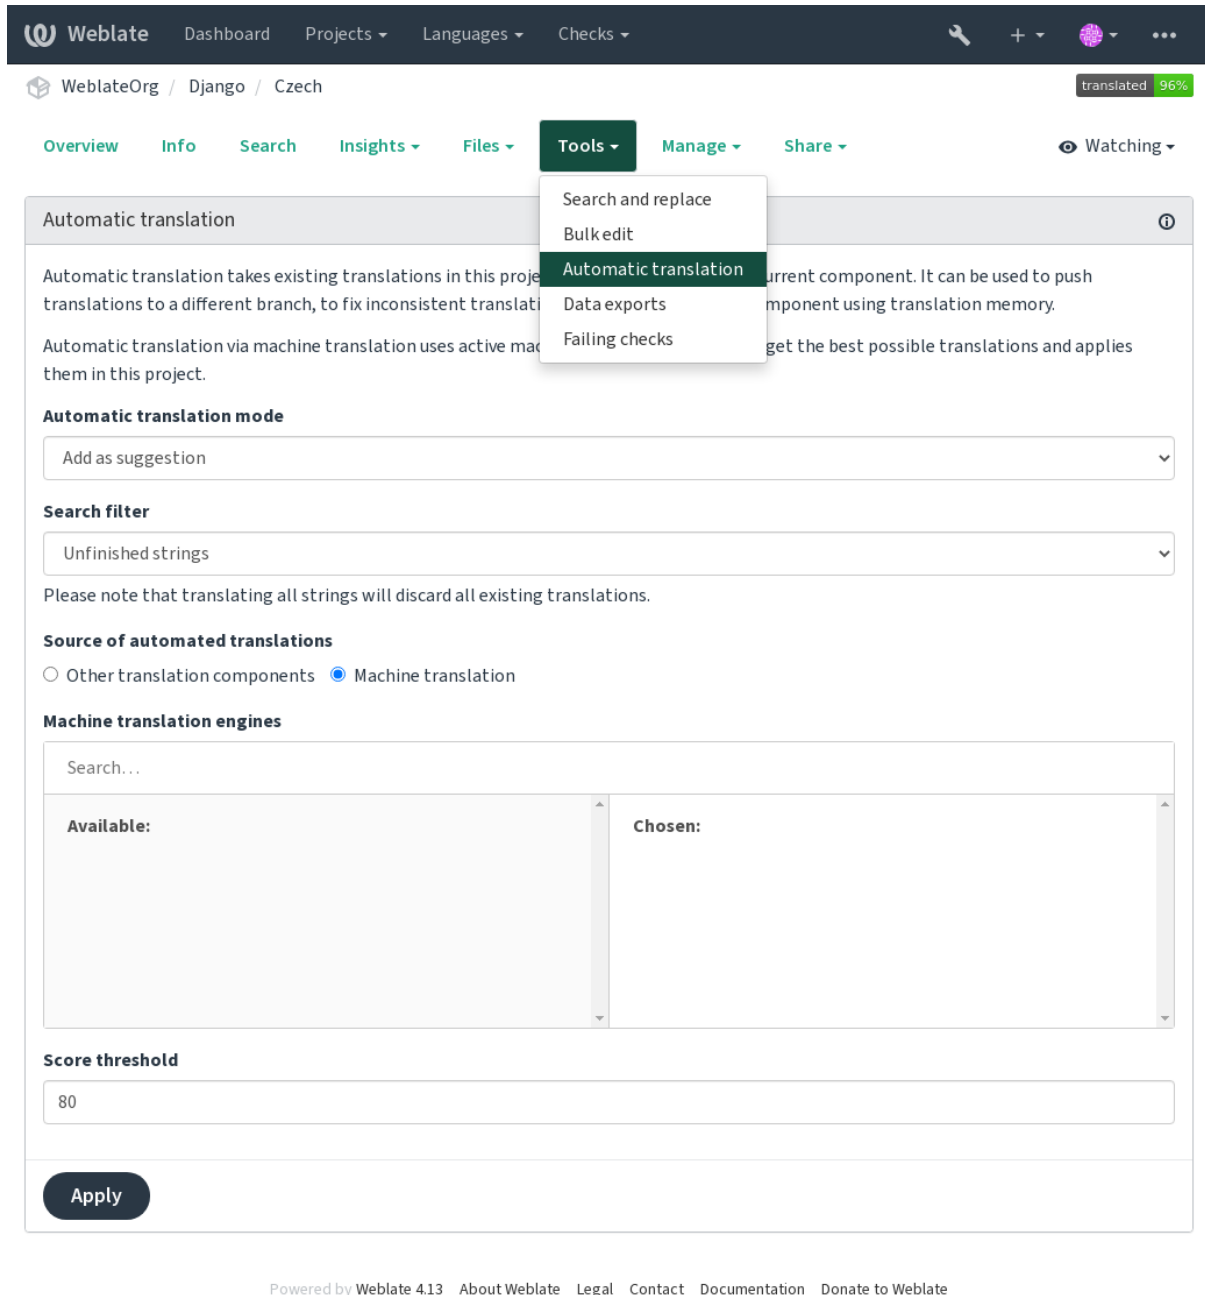 Weblate Dashboard Projects Languages Checks
WeblateOrg / Django / Czech
translated 96%
Overview Info Search Insights Files Tools Manage Share Watching
Search and replace
Bulk edit
Automatic translation
Data exports
Failing checks
Automatic translation
Automatic translation takes existing translations in this proje urrent component. It can be used to push
translations to a different branch, to fix inconsistent translati mponent using translation memory.
Automatic translation via machine translation uses active mac get the best possible translations and applies
them in this project.
Automatic translation mode
Add as suggestion
Search filter
Unfinished strings
Please note that translating all strings will discard all existing translations.
Source of automated translations
Other translation components Machine translation
Machine translation engines
Search...
Available: Chosen:
Score threshold
80
Apply
Powered by Weblate 4.13 About Weblate Legal Contact Documentation Donate to Weblate